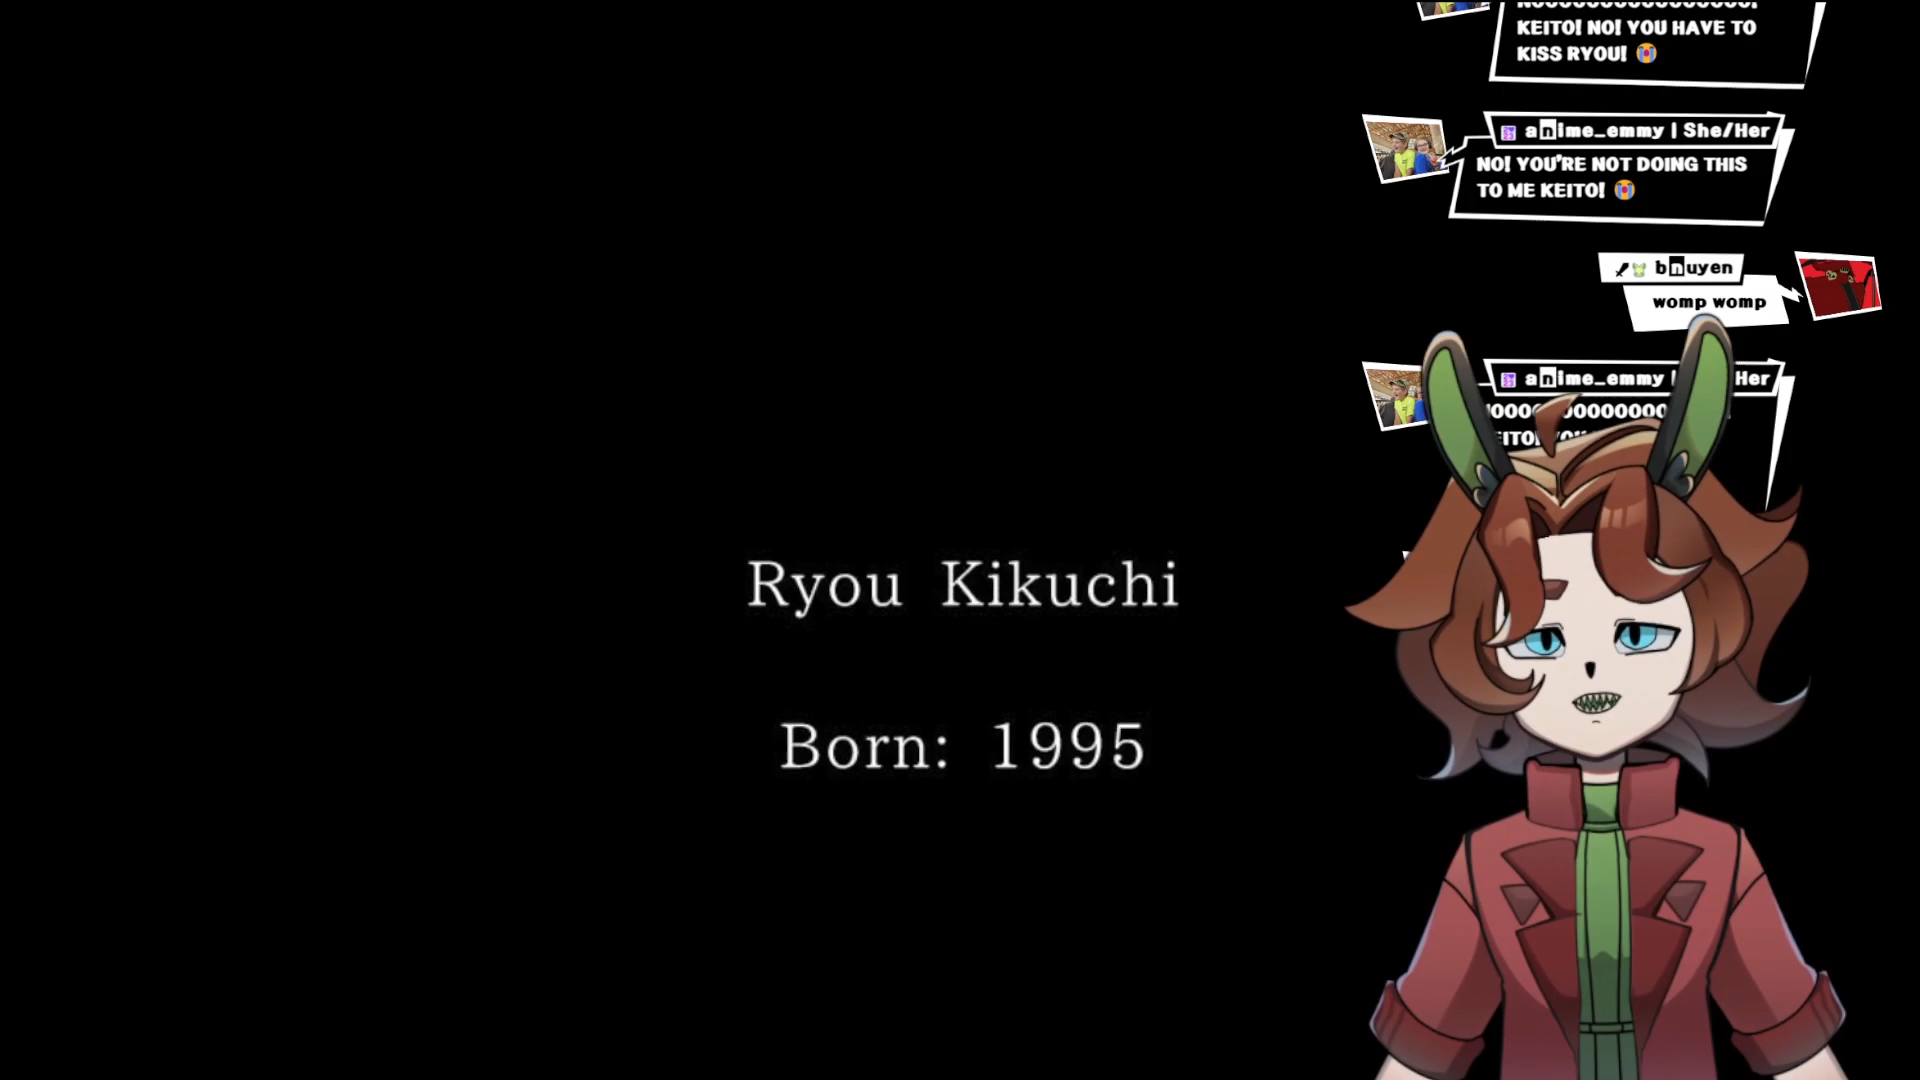 KEITO! NO! YOU HAVE TO
KISS RYOU! 😭
anime_emmy | She/Her
NO! YOU'RE NOT DOING THIS
TO ME KEITO! 😭
bnuyen
womp womp
anime_emmy | Her
Ryou Kikuchi
Born: 1995